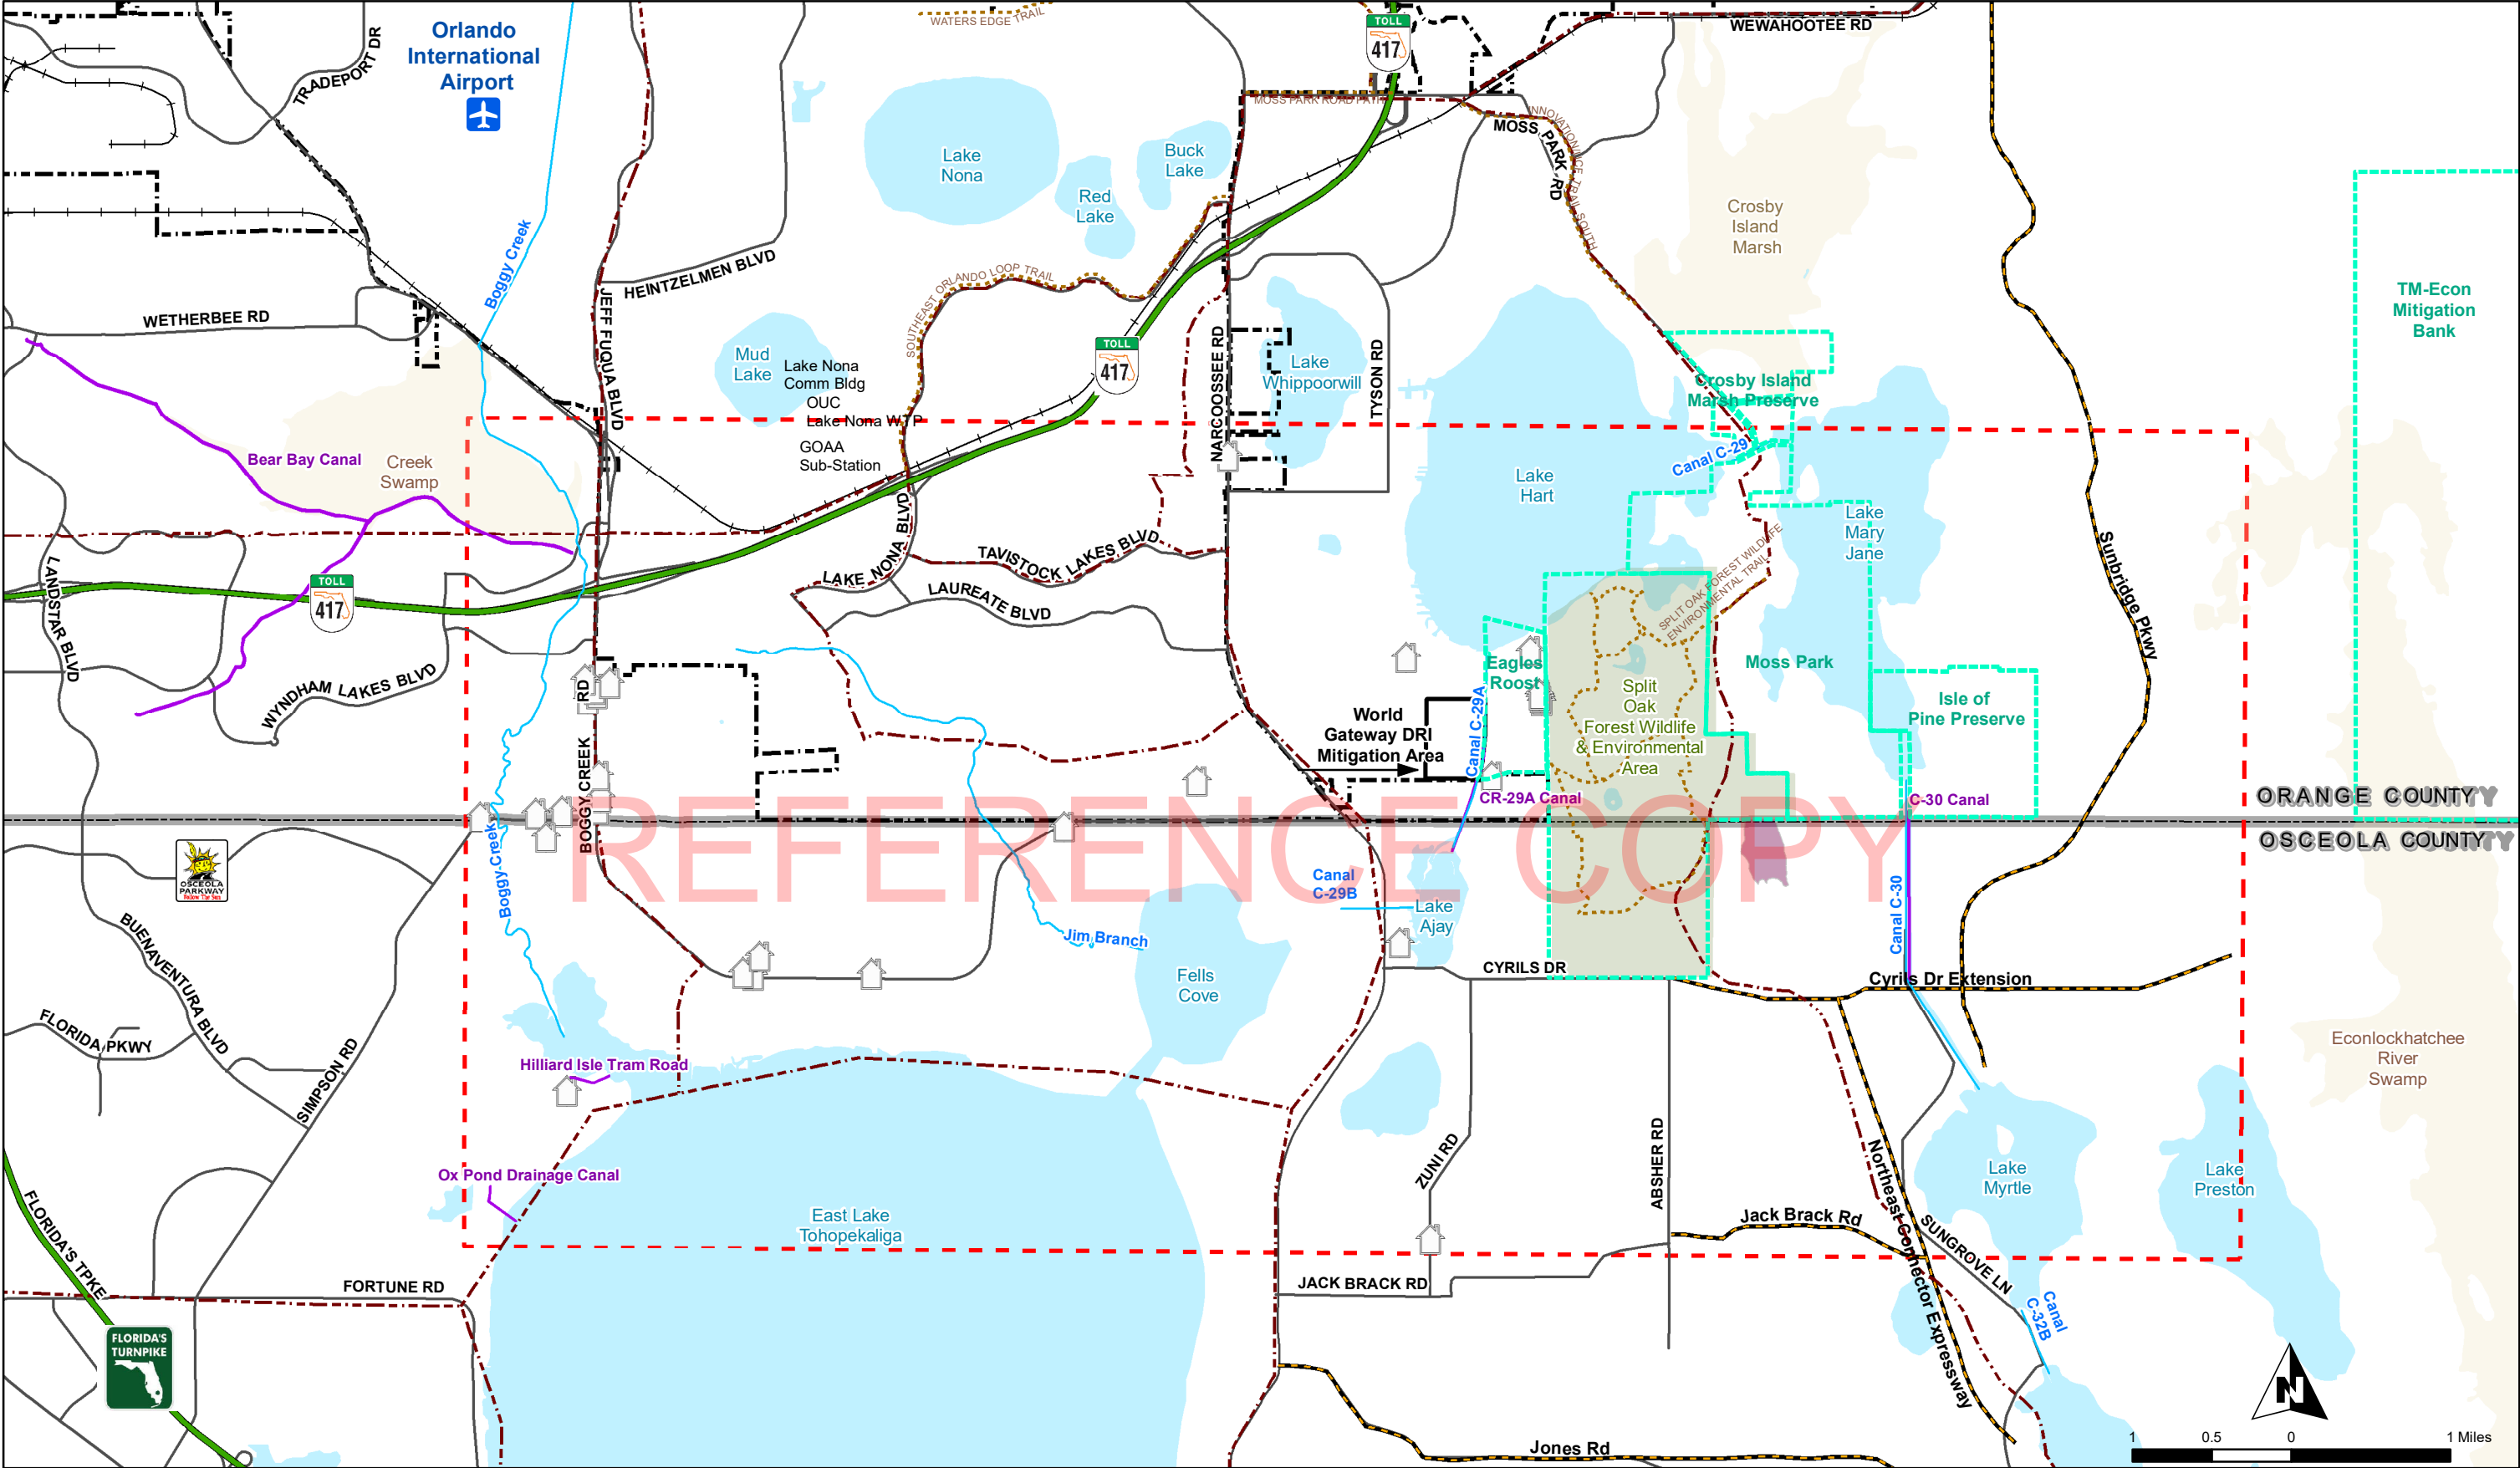 WATERS EDGE TRAIL
TOLL
417
WEWAHOOTEE RD
Orlando
International
Airport
TRADEPORT DR
MOSS PARK ROAD PATH
INNOVATION
TRAIL SOUTH
MOSS PARK RD
Lake
Nona
Buck
Lake
Red
Lake
Crosby
Island
Marsh
Boggy Creek
HEINTZELMEN BLVD
SOUTHEAST ORLANDO LOOP TRAIL
JEFF FUQUA BLVD
WETHERBEE RD
TM-Econ
Mitigation
Bank
Mud
Lake
Lake Nona
Comm Bldg
OUC
Lake Nona WTP
GOAA
Sub-Station
TOLL
417
NARCOOSSEE RD
Lake
Whippoorwill
TYSON RD
Crosby Island
Marsh Preserve
Canal C-29
Bear Bay Canal
Creek
Swamp
Lake
Hart
Lake
Mary
Jane
LAKE NONA BLVD
TAVISTOCK LAKES BLVD
LAUREATE BLVD
SPLIT OAK FOREST WILDLIFE
ENVIRONMENTAL TRAIL
Sunbridge Pkwy
LANDSTAR BLVD
TOLL
417
WYNDHAM LAKES BLVD
Eagles
Roost
Moss Park
Split
Oak
Forest Wildlife
& Environmental
Area
Isle of
Pine Preserve
World
Gateway DRI
Mitigation Area
Canal C-29A
BOGGY CREEK RD
CR-29A Canal
C-30 Canal
ORANGE COUNTY
OSCEOLA COUNTY
REFERENCE COPY
OSCEOLA
PARKWAY
Follow The Sun
Boggy Creek
Canal
C-29B
Lake
Ajay
Canal C-30
Jim Branch
Fells
Cove
CYRILS DR
Cyrils Dr Extension
BUENAVENTURA BLVD
FLORIDA PKWY
SIMPSON RD
Hilliard Isle Tram Road
Econlockhatchee
River
Swamp
Ox Pond Drainage Canal
ZUNI RD
ABSHER RD
Northeast Connector Expressway
Lake
Myrtle
Lake
Preston
East Lake
Tohopekaliga
Jack Brack Rd
SUNGROVE LN
FLORIDA'S TPKE
FORTUNE RD
JACK BRACK RD
Canal
C-32B
FLORIDA'S
TURNPIKE
Jones Rd
N
1 0.5 0 1 Miles